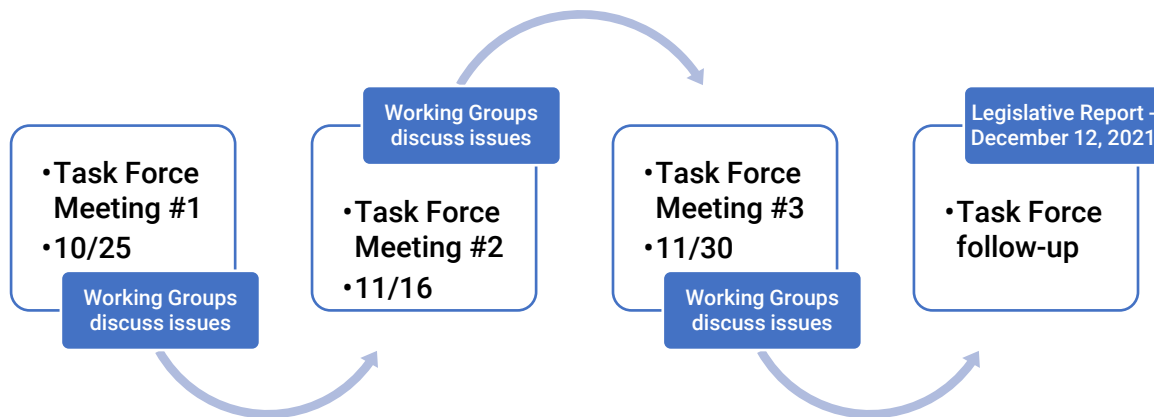 •Task Force
Meeting #1
•10/25
Working Groups
discuss issues
Working Groups
discuss issues
•Task Force
Meeting #2
•11/16
•Task Force
Meeting #3
•11/30
Working Groups
discuss issues
Legislative Report -
December 12, 2021
•Task Force
follow-up